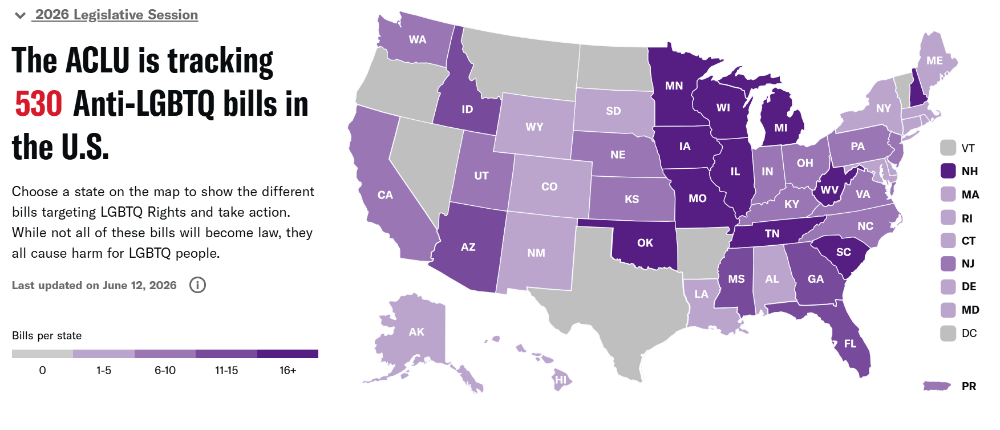 2026 Legislative Session
The ACLU is tracking
530 Anti-LGBTQ bills in
the U.S.
Choose a state on the map to show the different
bills targeting LGBTQ Rights and take action.
While not all of these bills will become law, they
all cause harm for LGBTQ people.
Last updated on June 12, 2026
Bills per state
0 1-5 6-10 11-15 16+
WA
ME
MN
ID
SD
WI
NY
WY
MI
IA
PA
NE
OH
UT
IL
IN
CO
WV
CA
KS
MO
KY
VA
NC
TN
AZ
OK
NM
SC
MS
AL
GA
LA
AK
FL
HI
VT
NH
MA
RI
CT
NJ
DE
MD
DC
PR